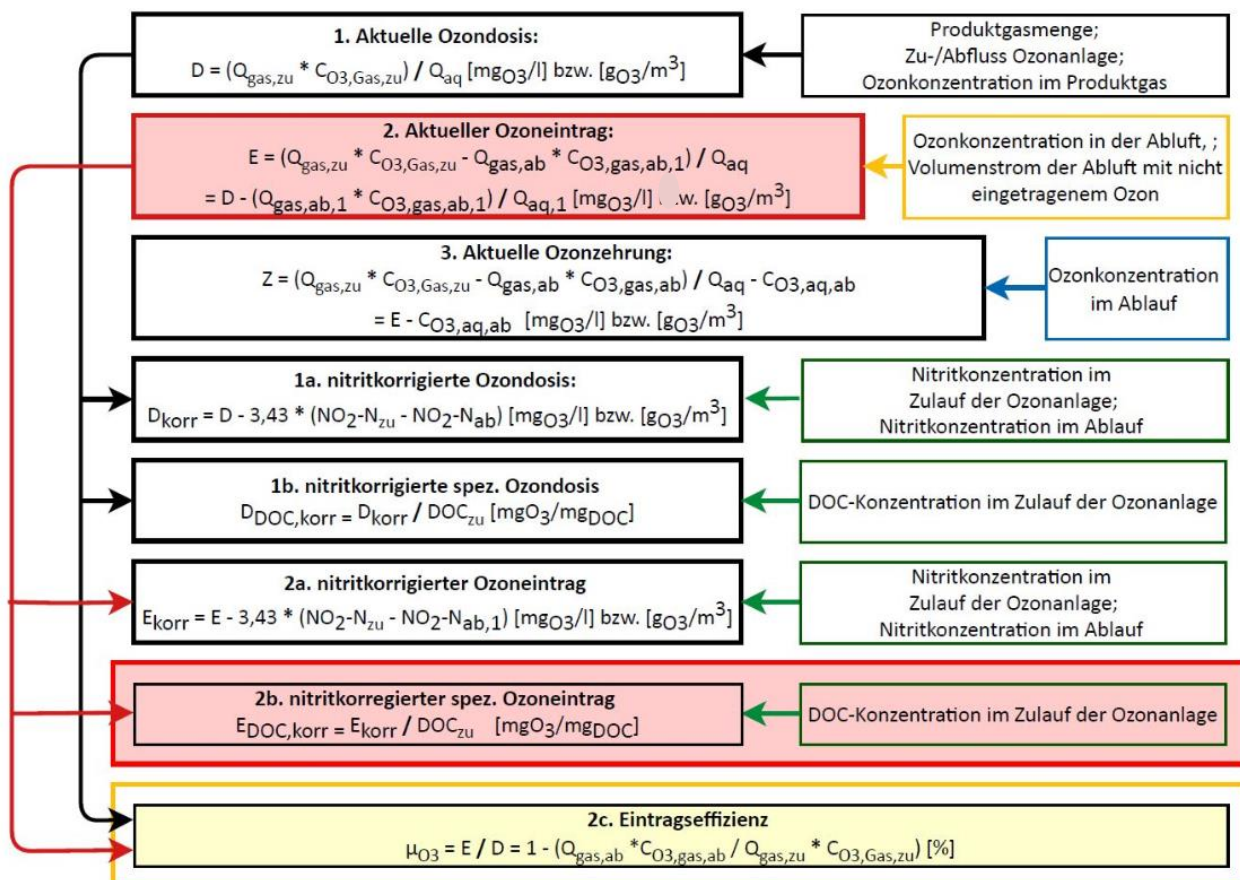 1. Aktuelle Ozondosis:
D = (Qgas,zu * CO3,Gas,zu) / Qaq [mgO3/l] bzw. [gO3/m³]
Produktgasmenge;
Zu-/Abfluss Ozonanlage;
Ozonkonzentration im Produktgas
2. Aktueller Ozoneintrag:
E = (Qgas,zu * CO3,Gas,zu - Qgas,ab * CO3,gas,ab,1) / Qaq
= D - (Qgas,ab,1 * CO3,gas,ab,1) / Qaq,1 [mgO3/l] [gO3/m³]
Ozonkonzentration in der Abluft, ;
Volumenstrom der Abluft mit nicht
eingetragenem Ozon
3. Aktuelle Ozonzehrung:
Z = (Qgas,zu * CO3,Gas,zu - Qgas,ab * CO3,gas,ab) / Qaq - CO3,aq,ab
= E - CO3,aq,ab [mgO3/l] bzw. [gO3/m³]
Ozonkonzentration
im Ablauf
1a. nitritkorrigierte Ozondosis:
Dkorr = D - 3,43 * (NO2-Nzu - NO2-Nab) [mgO3/l] bzw. [gO3/m³]
Nitritkonzentration im
Zulauf der Ozonanlage;
Nitritkonzentration im Ablauf
1b. nitritkorrigierte spez. Ozondosis
DDOC,korr = Dkorr / DOCzu [mgO3/mgDOC]
DOC-Konzentration im Zulauf der Ozonanlage
2a. nitritkorrigierter Ozoneintrag
Ekorr = E - 3,43 * (NO2-Nzu - NO2-Nab,1) [mgO3/l] bzw. [gO3/m³]
Nitritkonzentration im
Zulauf der Ozonanlage;
Nitritkonzentration im Ablauf
2b. nitritkorregierter spez. Ozoneintrag
EDOC,korr = Ekorr / DOCzu [mgO3/mgDOC]
DOC-Konzentration im Zulauf der Ozonanlage
2c. Eintragseffizienz
µO3 = E / D = 1 - (Qgas,ab *CO3,gas,ab / Qgas,zu * CO3,Gas,zu) [%]